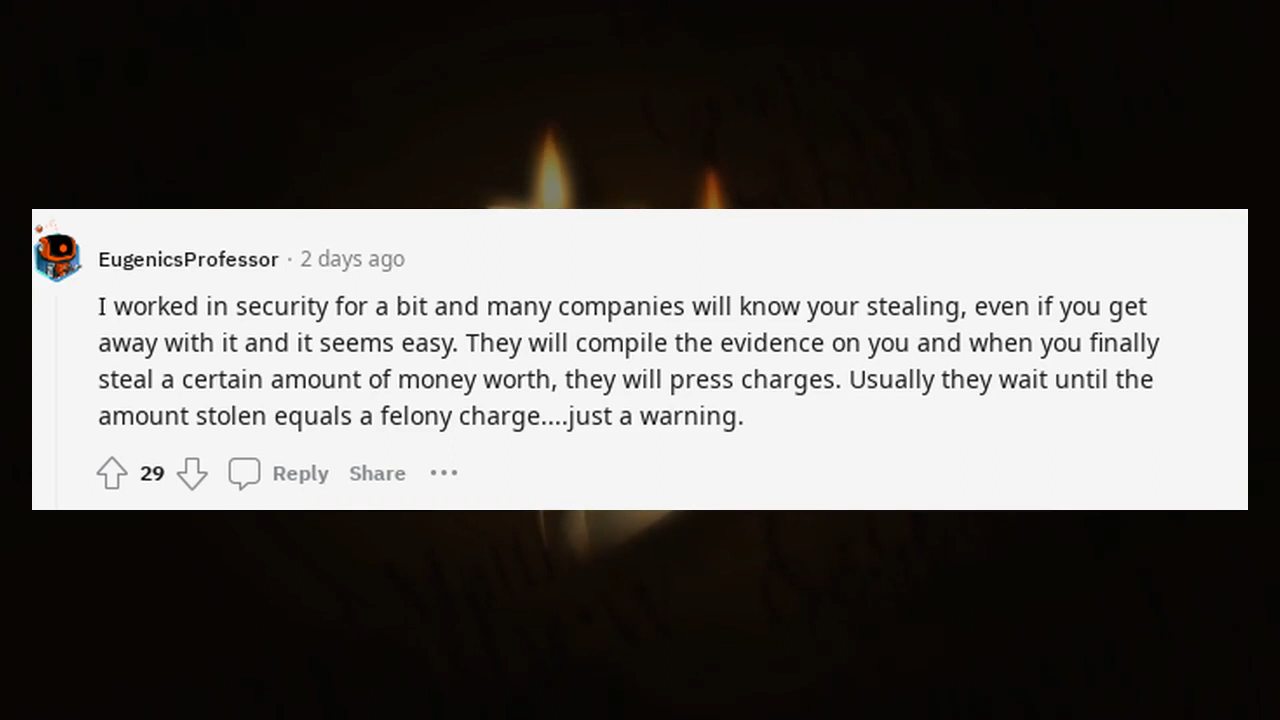 EugenicsProfessor · 2 days ago
I worked in security for a bit and many companies will know your stealing, even if you get
away with it and it seems easy. They will compile the evidence on you and when you finally
steal a certain amount of money worth, they will press charges. Usually they wait until the
amount stolen equals a felony charge....just a warning.
29 Reply Share ···